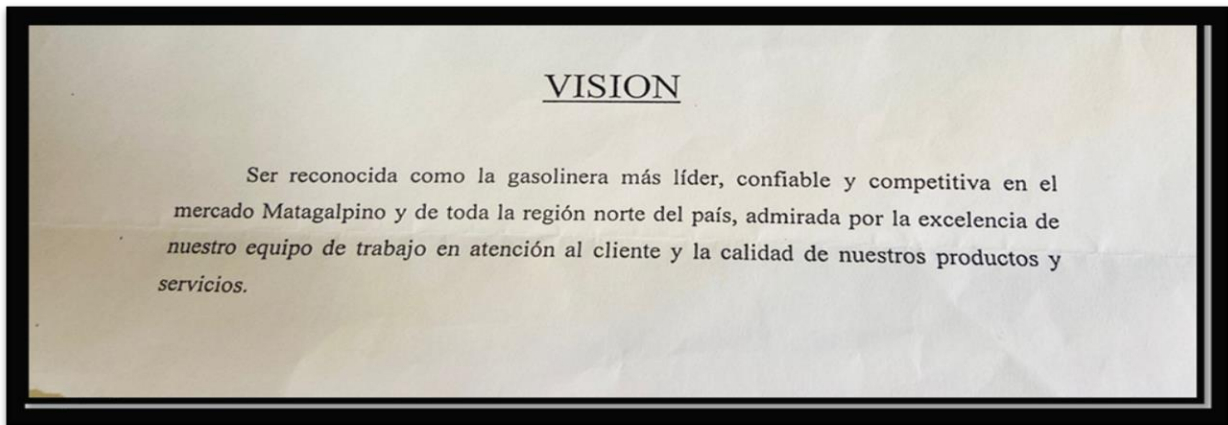 VISION
Ser reconocida como la gasolinera más líder, confiable y competitiva en el
mercado Matagalpino y de toda la región norte del país, admirada por la excelencia de
nuestro equipo de trabajo en atención al cliente y la calidad de nuestros productos y
servicios.